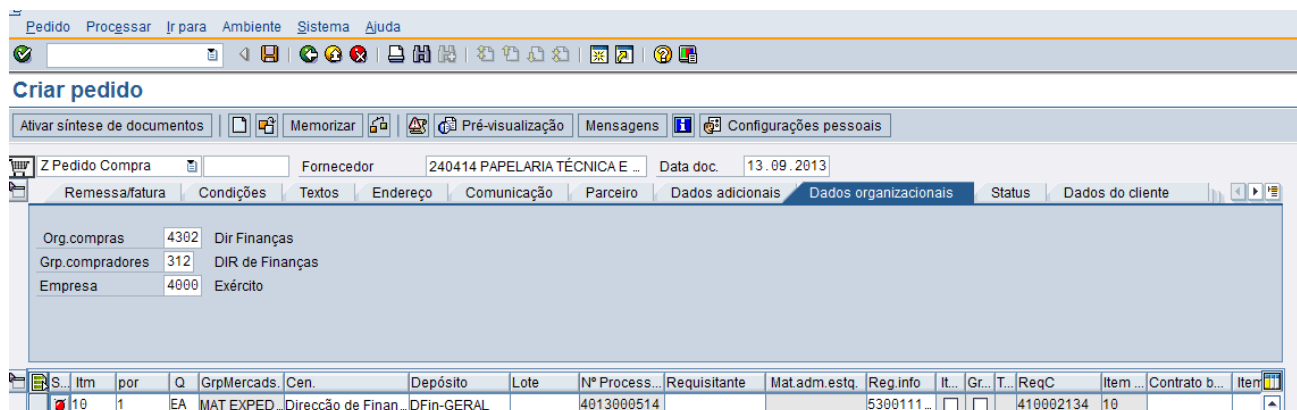 Pedido Processar Ir para Ambiente Sistema Ajuda
Criar pedido
Ativar síntese de documentos Memorizar Pré-visualização Mensagens Configurações pessoais
Z Pedido Compra Fornecedor 240414 PAPELARIA TÉCNICA E ... Data doc. 13.09.2013
Remessa/fatura Condições Textos Endereço Comunicação Parceiro Dados adicionais Dados organizacionais Status Dados do cliente
Org.compras 4302 Dir Finanças
Grp.compradores 312 DIR de Finanças
Empresa 4000 Exército
S... Itm por Q GrpMercads. Cen. Depósito Lote Nº Process... Requisitante Mat.adm.estq. Reg.info It... Gr... T... ReqC Item ... Contrato b... Item
10 1 EA MAT EXPED... Direcção de Finan... DFin-GERAL 4013000514 5300111... 410002134 10